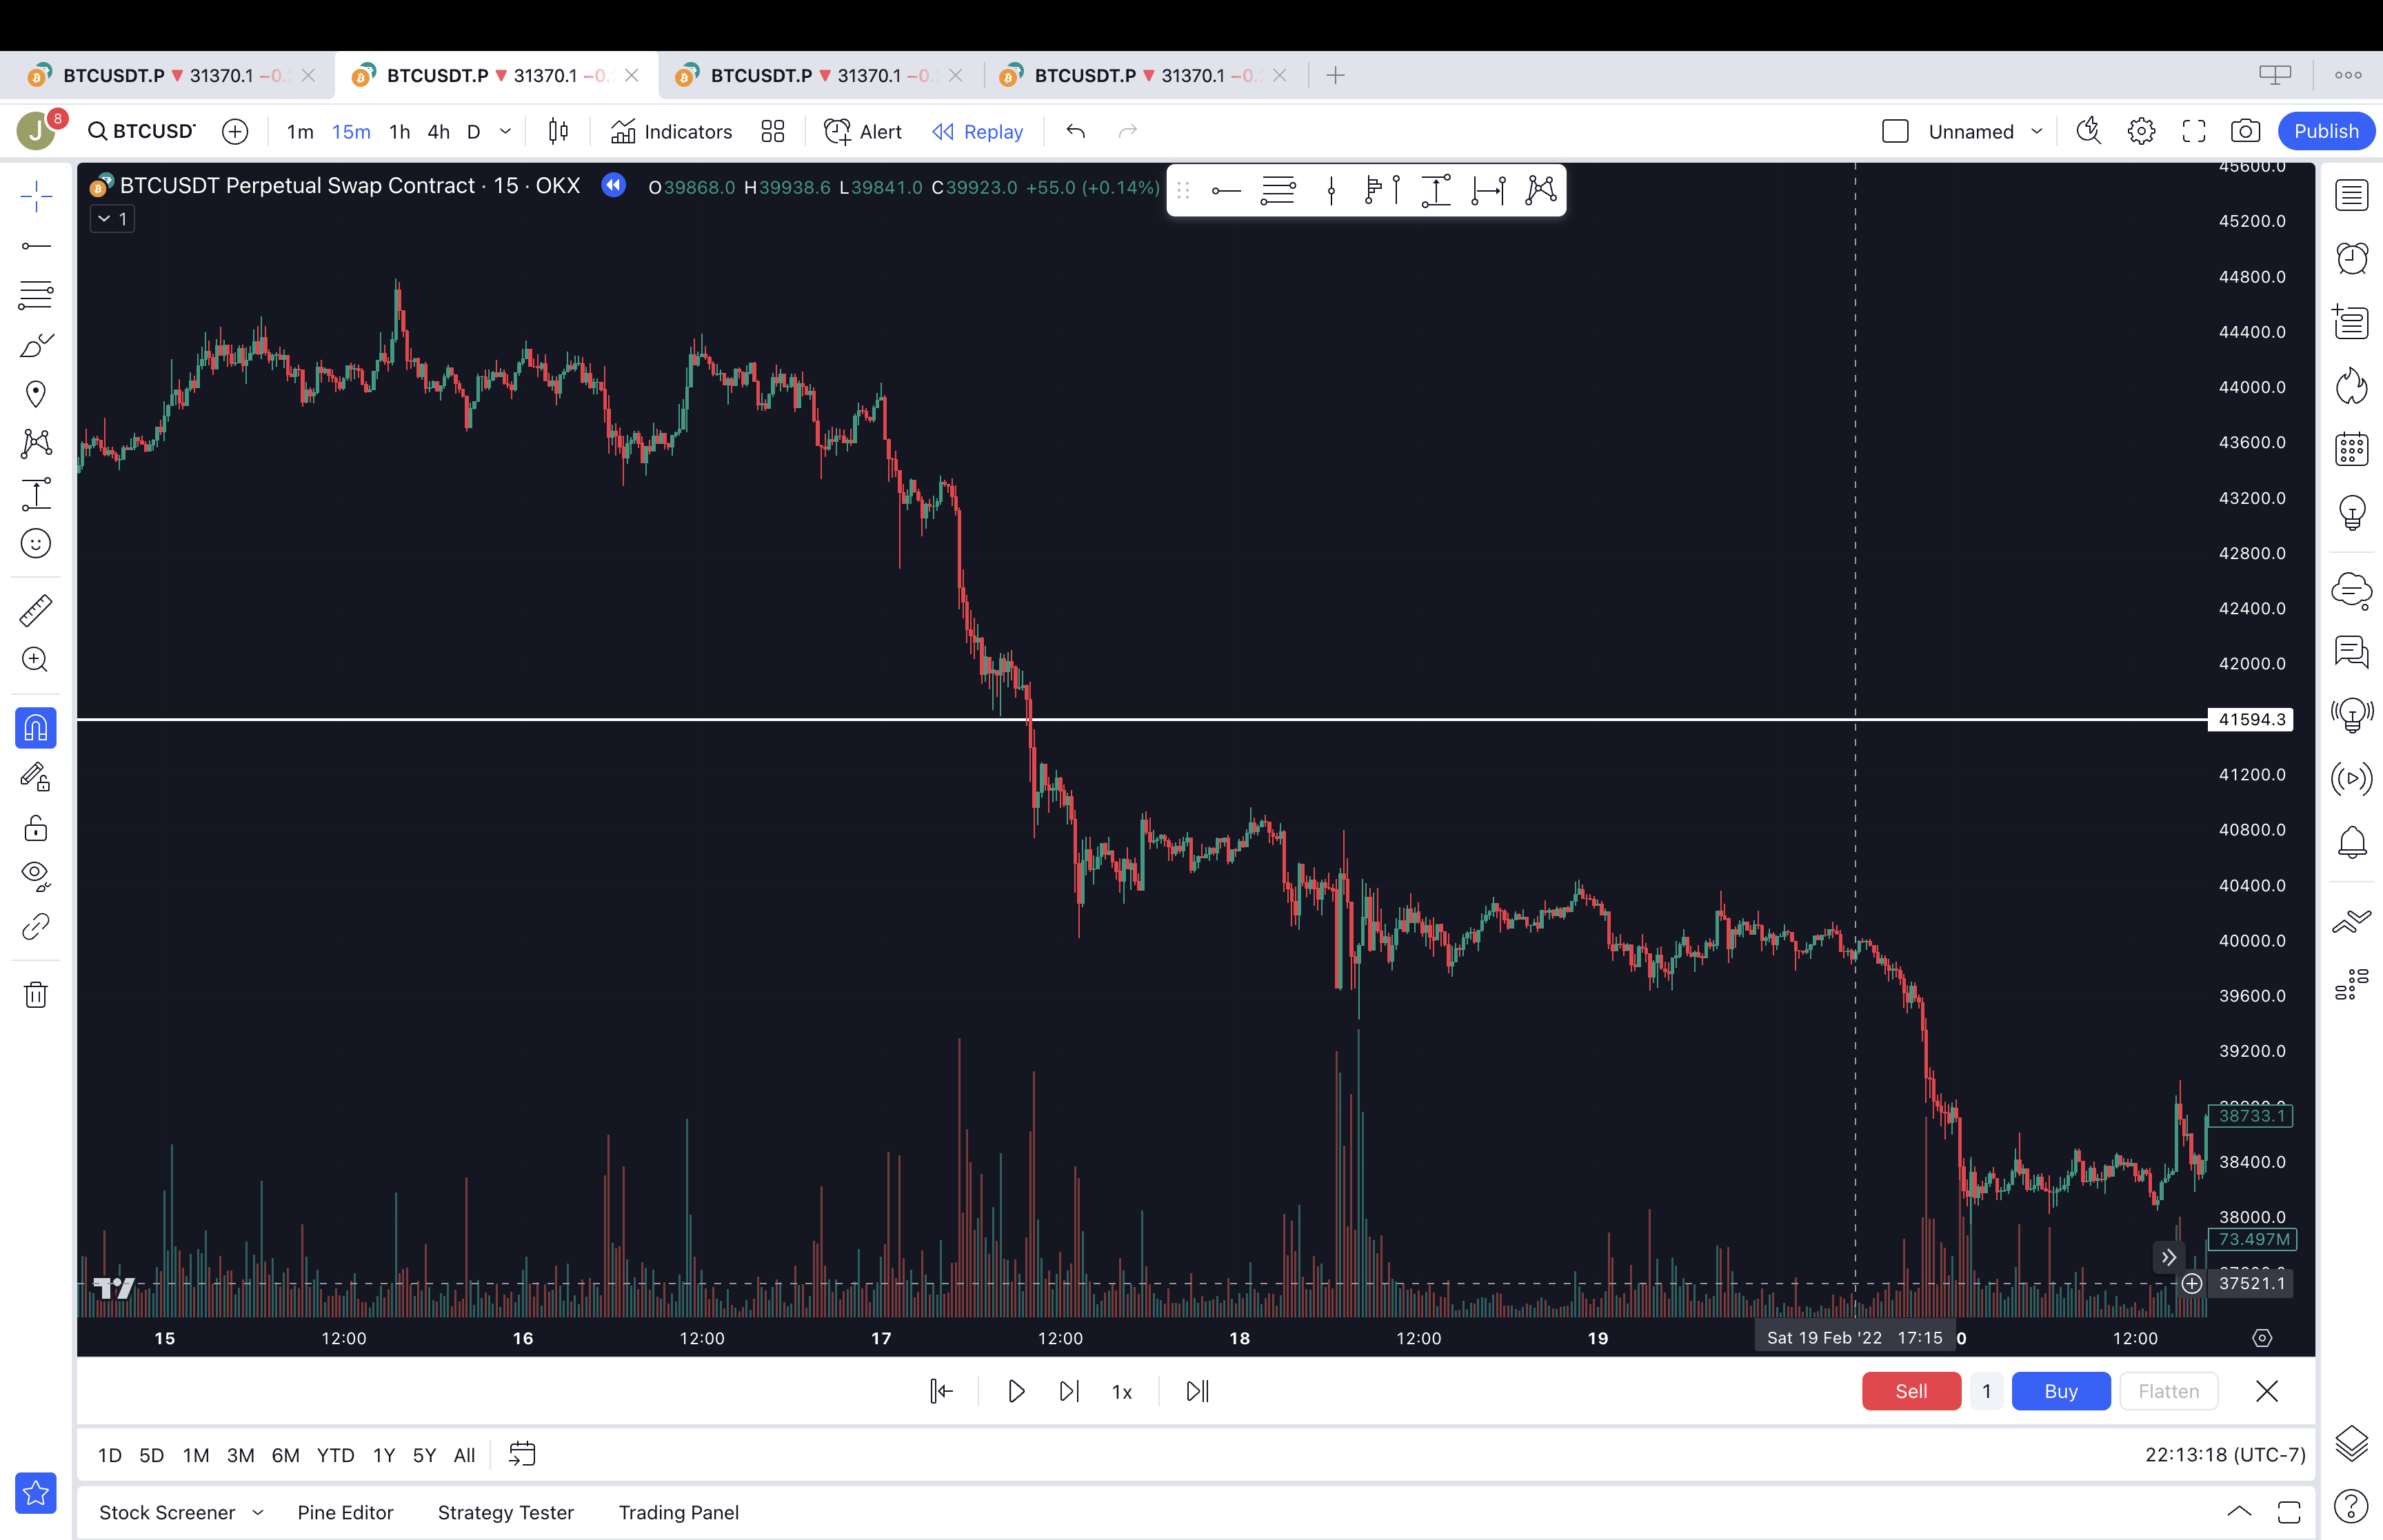 BTCUSDT.P ▼ 31370.1 −0. BTCUSDT.P ▼ 31370.1 −0. BTCUSDT.P ▼ 31370.1 −0. BTCUSDT.P ▼ 31370.1 −0.
J 8 BTCUSD 1m 15m 1h 4h D Indicators Alert Replay Unnamed Publish
BTCUSDT Perpetual Swap Contract · 15 · OKX O39868.0 H39938.6 L39841.0 C39923.0 +55.0 (+0.14%)
1
45600.0
45200.0
44800.0
44400.0
44000.0
43600.0
43200.0
42800.0
42400.0
42000.0
41594.3
41200.0
40800.0
40400.0
40000.0
39600.0
39200.0
38733.1
38400.0
38000.0
73.497M
37521.1
15 12:00 16 12:00 17 12:00 18 12:00 19 Sat 19 Feb '22 17:15 0 12:00
1x Sell 1 Buy Flatten
1D 5D 1M 3M 6M YTD 1Y 5Y All 22:13:18 (UTC-7)
Stock Screener Pine Editor Strategy Tester Trading Panel